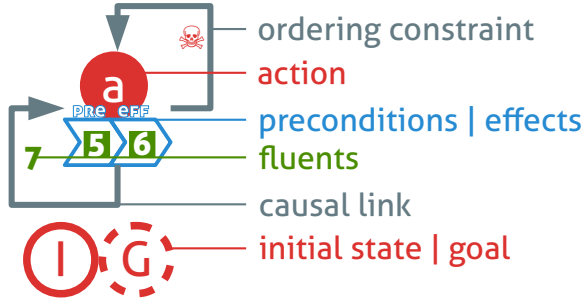 ordering constraint
a
action
PRe eFF
preconditions | effects
5 6
7
fluents
causal link
I G
initial state | goal